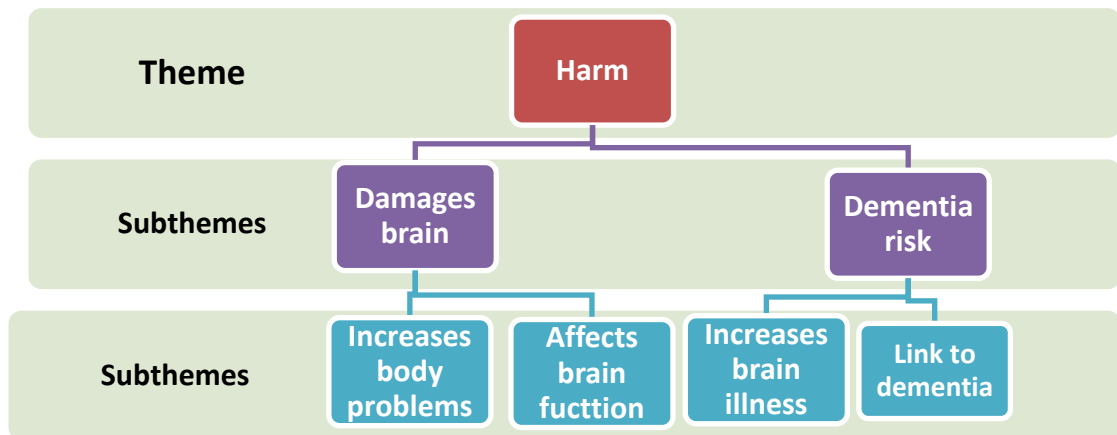 Theme
Harm
Subthemes
Damages
brain
Dementia
risk
Subthemes
Increases
body
problems
Affects
brain
fucttion
Increases
brain
illness
Link to
dementia